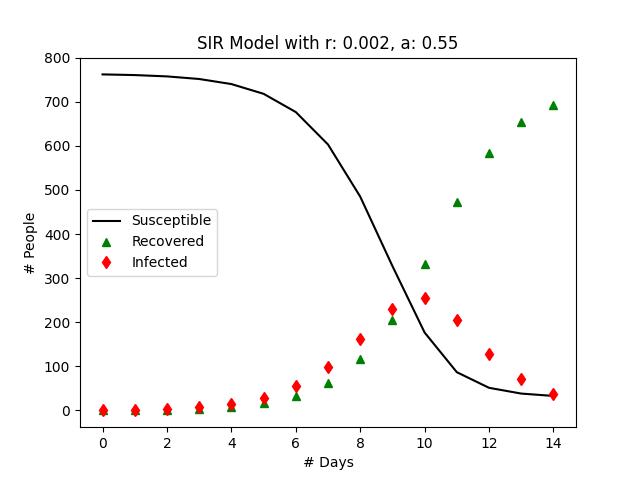 SIR Model with r: 0.002, a: 0.55
800
700
600
500
400
300
200
100
0
# People
Susceptible
Recovered
Infected
0 2 4 6 8 10 12 14
# Days